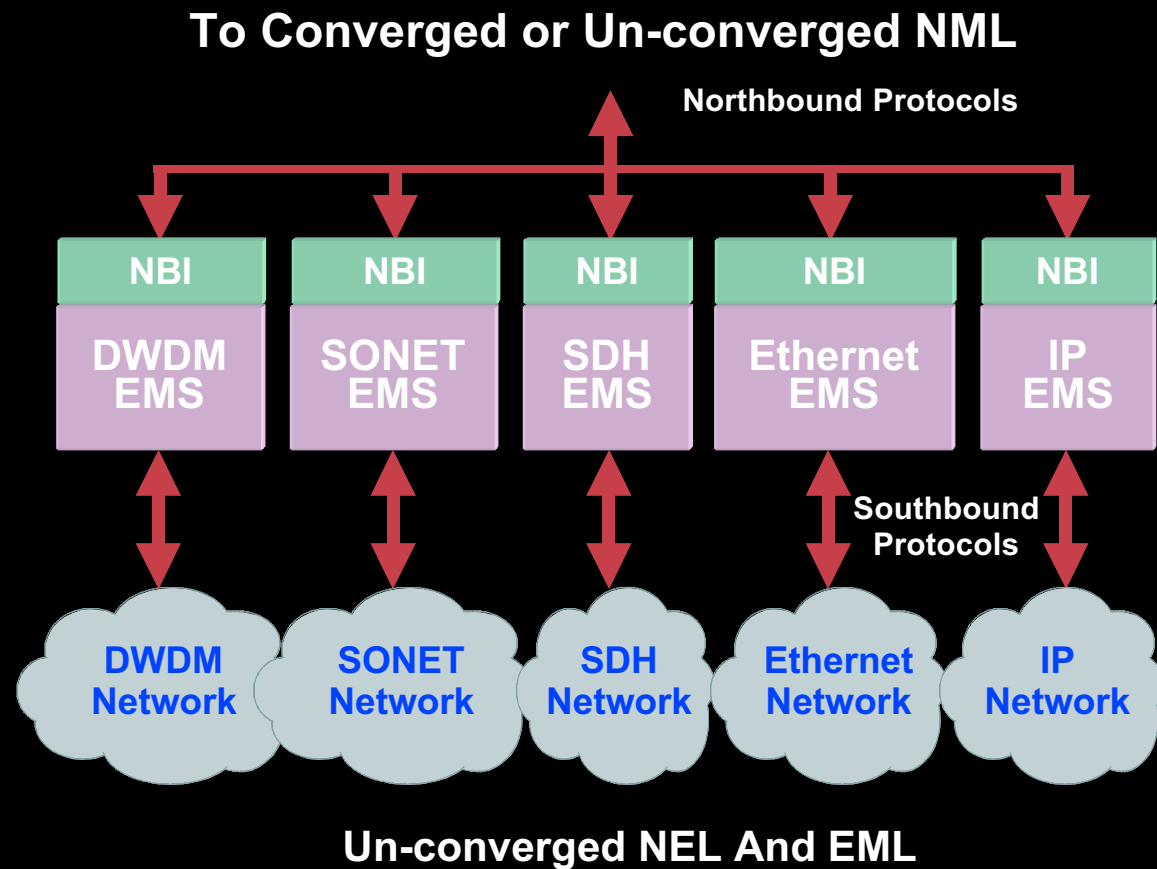 To Converged or Un-converged NML
Northbound Protocols
NBI
NBI
NBI
NBI
NBI
DWDM
EMS
SONET
EMS
SDH
EMS
Ethernet
EMS
IP
EMS
Southbound
Protocols
DWDM
Network
SONET
Network
SDH
Network
Ethernet
Network
IP
Network
Un-converged NEL And EML